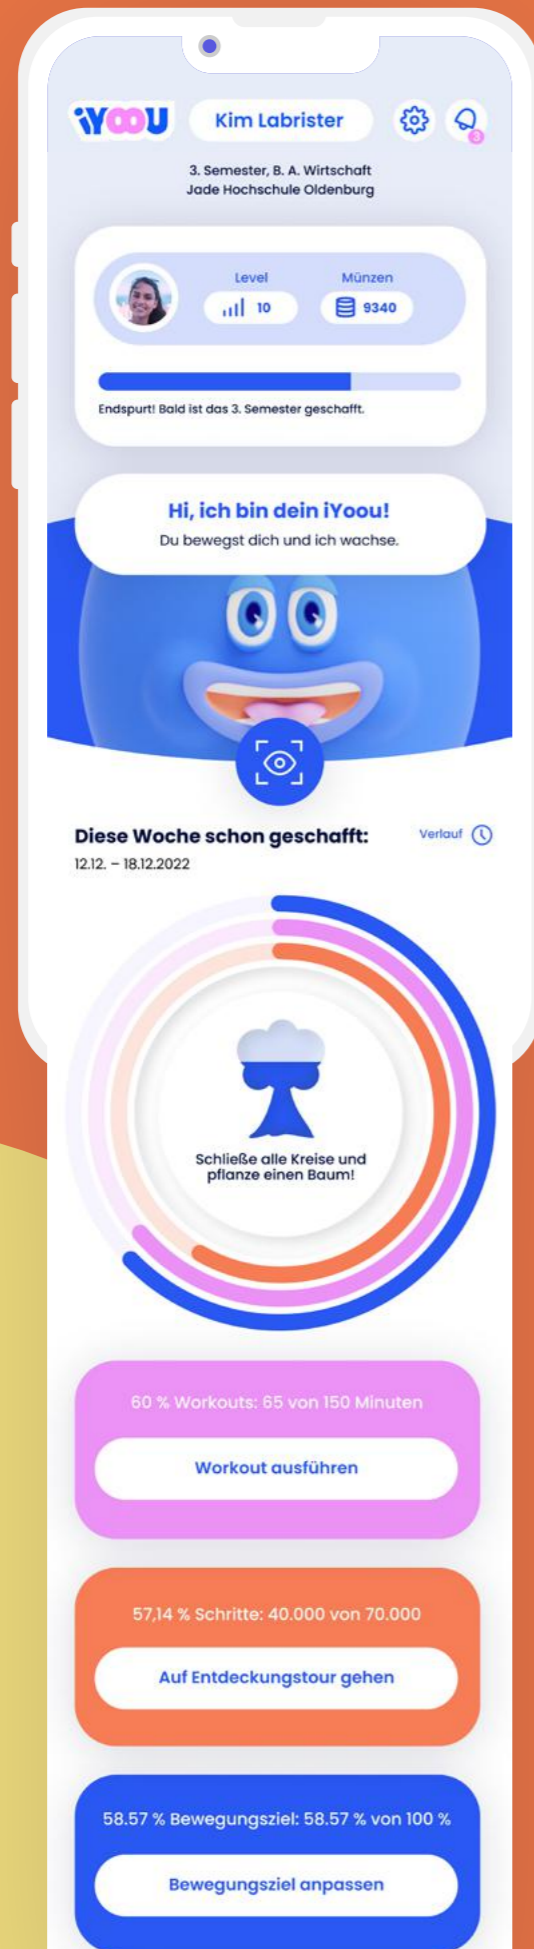 iYOOU
Kim Labrister
3
3. Semester, B. A. Wirtschaft
Jade Hochschule Oldenburg
Level
Münzen
10
9340
Endspurt! Bald ist das 3. Semester geschafft.
Hi, ich bin dein iYoou!
Du bewegst dich und ich wachse.
Diese Woche schon geschafft:
Verlauf
12.12. – 18.12.2022
Schließe alle Kreise und
pflanze einen Baum!
60 % Workouts: 65 von 150 Minuten
Workout ausführen
57,14 % Schritte: 40.000 von 70.000
Auf Entdeckungstour gehen
58.57 % Bewegungsziel: 58.57 % von 100 %
Bewegungsziel anpassen